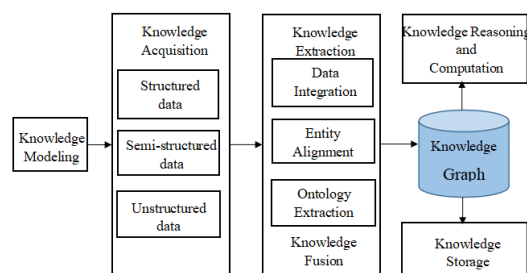 Knowledge
Modeling
Knowledge
Acquisition
Structured
data
Semi-structured
data
Unstructured
data
Knowledge
Extraction
Data
Integration
Entity
Alignment
Ontology
Extraction
Knowledge
Fusion
Knowledge Reasoning
and
Computation
Knowledge
Graph
Knowledge
Storage